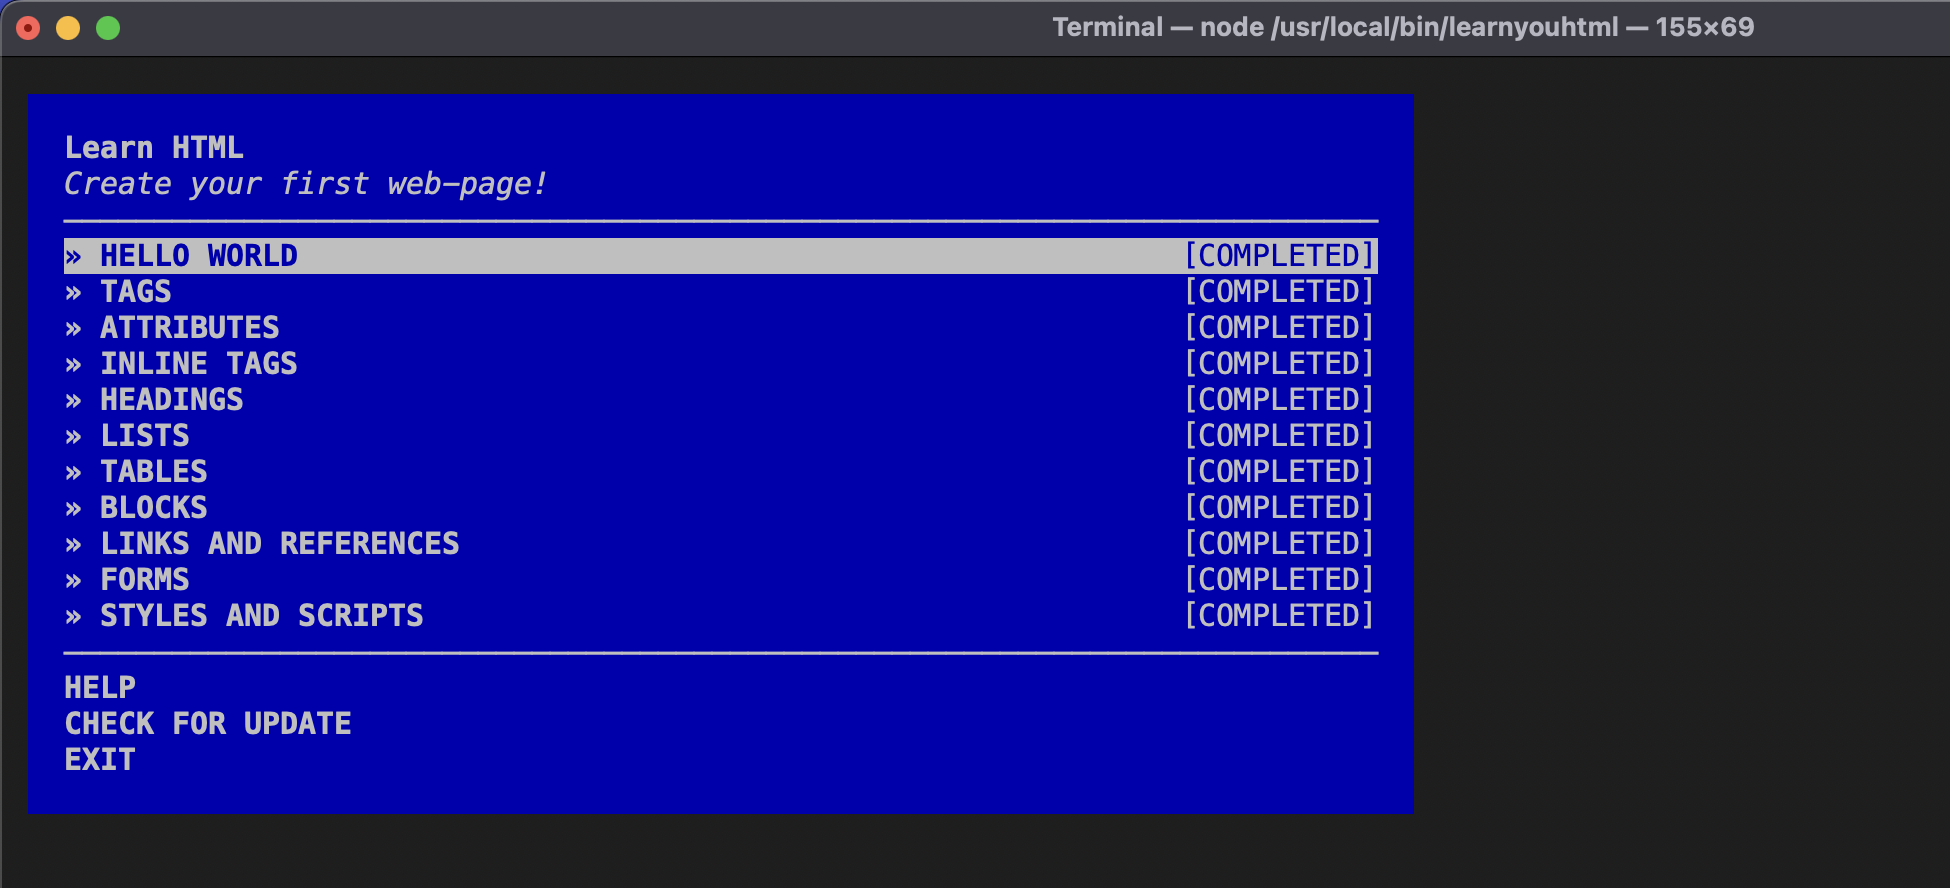 Terminal — node /usr/local/bin/learnyouhtml — 155×69
Learn HTML
Create your first web-page!
» HELLO WORLD [COMPLETED]
» TAGS [COMPLETED]
» ATTRIBUTES [COMPLETED]
» INLINE TAGS [COMPLETED]
» HEADINGS [COMPLETED]
» LISTS [COMPLETED]
» TABLES [COMPLETED]
» BLOCKS [COMPLETED]
» LINKS AND REFERENCES [COMPLETED]
» FORMS [COMPLETED]
» STYLES AND SCRIPTS [COMPLETED]
HELP
CHECK FOR UPDATE
EXIT